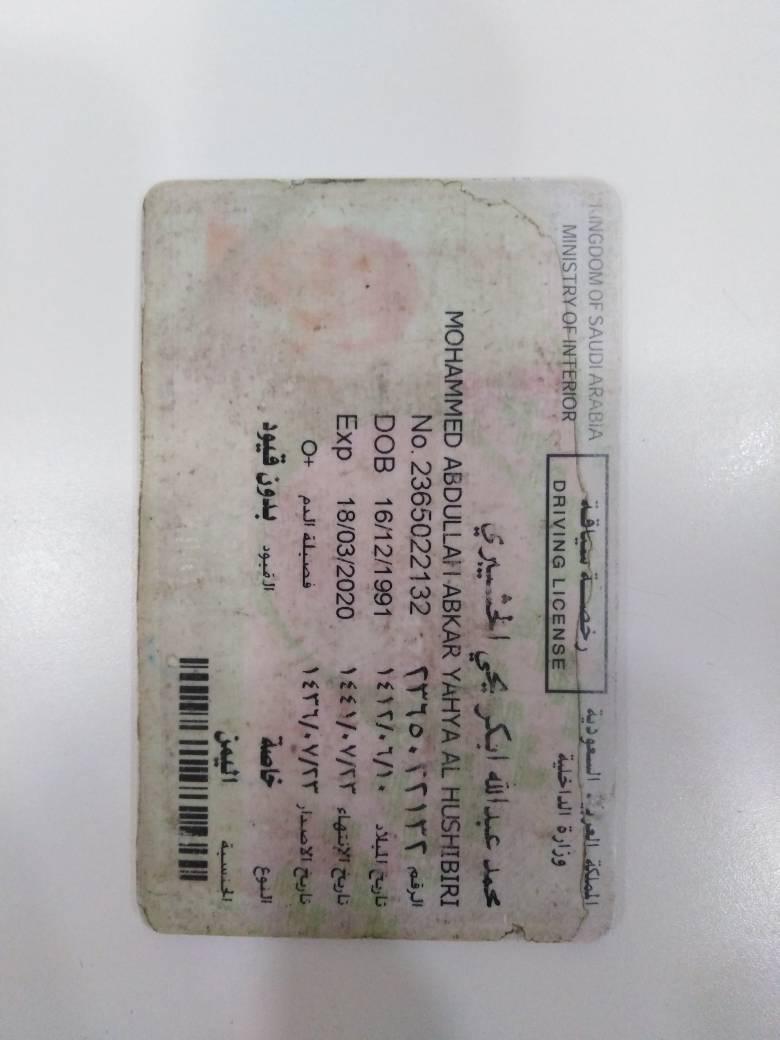 KINGDOM OF SAUDI ARABIA
المملكة العربية السعودية
MINISTRY OF INTERIOR
وزارة الداخلية
رخصة سياقة
DRIVING LICENSE
محمد عبدالله ابكر يحيي الحشيبري
MOHAMMED ABDULLAH ABKAR YAHYA AL HUSHIBIRI
No. 2365022132 الرقم ٢٣٦٥٠٢٢١٣٢
DOB 16/12/1991 تاريخ الميلاد ١٤١٢/٠٦/١٠
Exp 18/03/2020 تاريخ الإنتهاء ١٤٤١/٠٧/٢٣
تاريخ الاصدار ١٤٣٦/٠٧/٢٣ فصيلة الدم O+
النوع خاصة القيود بدون قيود
الجنسية اليمن